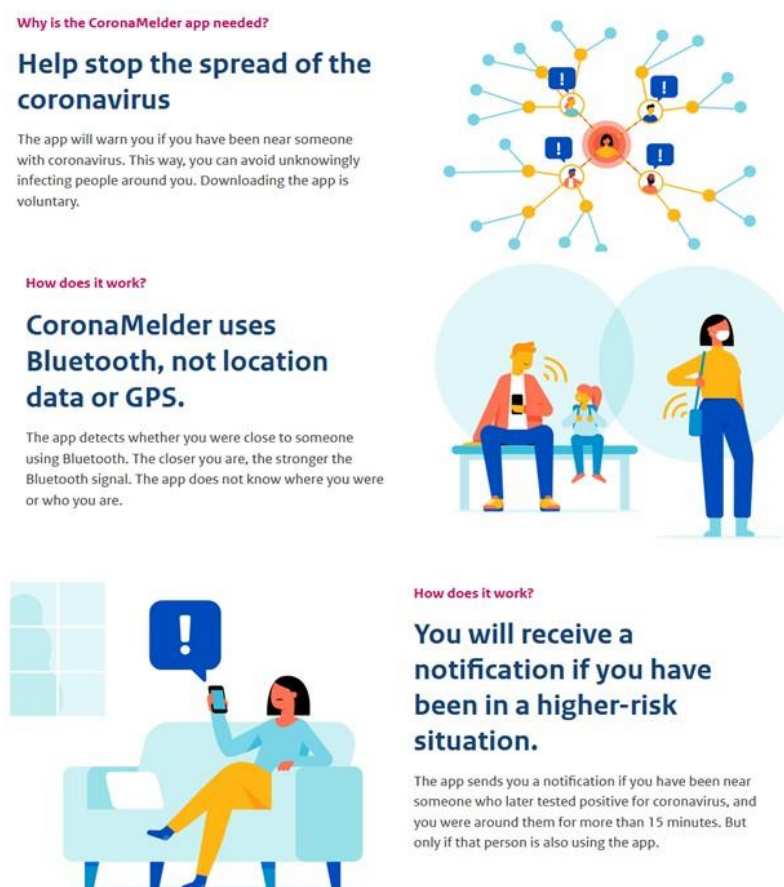 Why is the CoronaMelder app needed?
Help stop the spread of the
coronavirus
The app will warn you if you have been near someone
with coronavirus. This way, you can avoid unknowingly
infecting people around you. Downloading the app is
voluntary.
!
!
!
!
How does it work?
CoronaMelder uses
Bluetooth, not location
data or GPS.
The app detects whether you were close to someone
using Bluetooth. The closer you are, the stronger the
Bluetooth signal. The app does not know where you were
or who you are.
!
How does it work?
You will receive a
notification if you have
been in a higher-risk
situation.
The app sends you a notification if you have been near
someone who later tested positive for coronavirus, and
you were around them for more than 15 minutes. But
only if that person is also using the app.